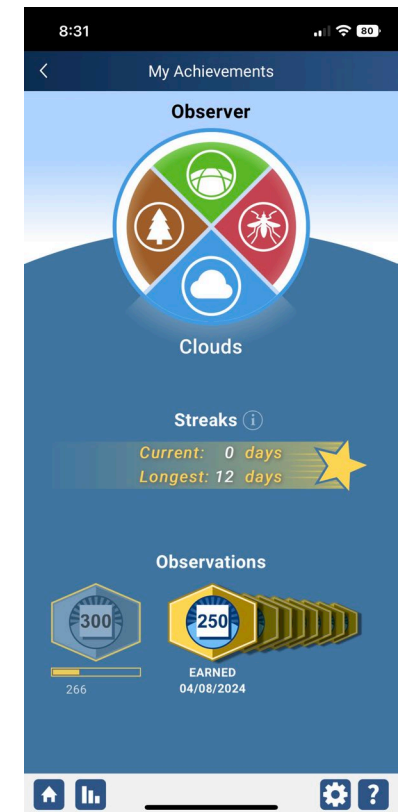 8:31
80
My Achievements
Observer
Clouds
Streaks i
Current: 0 days
Longest: 12 days
Observations
300
250
266
EARNED
04/08/2024
?